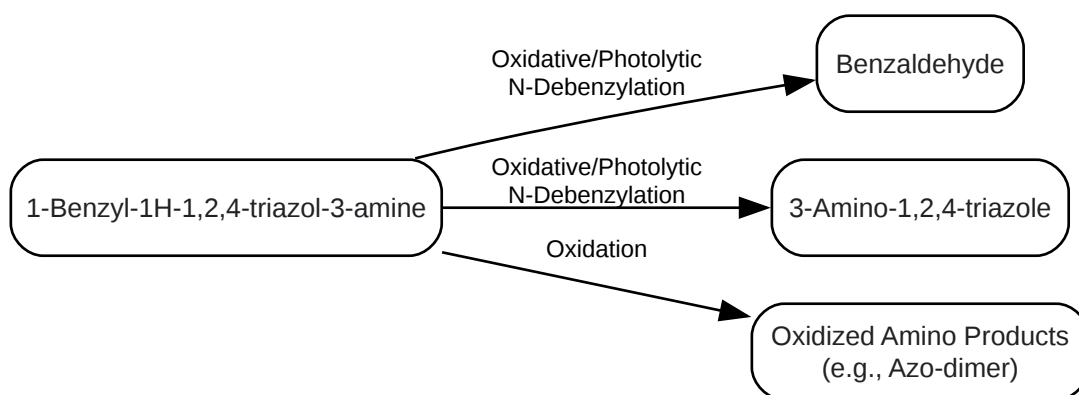 Oxidative/Photolytic
N-Debenzylation
Benzaldehyde
1-Benzyl-1H-1,2,4-triazol-3-amine
Oxidative/Photolytic
N-Debenzylation
3-Amino-1,2,4-triazole
Oxidation
Oxidized Amino Products
(e.g., Azo-dimer)